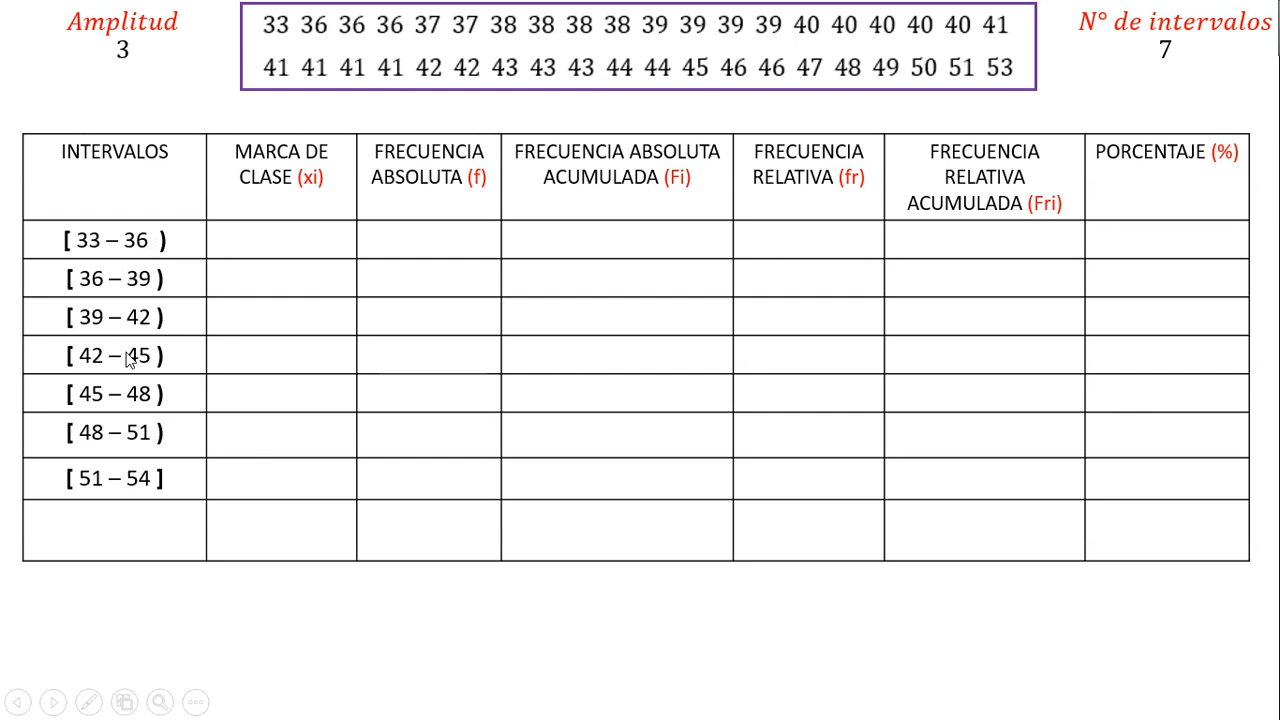 Amplitud
3
33 36 36 36 37 37 38 38 38 38 39 39 39 39 40 40 40 40 40 41
41 41 41 41 42 42 43 43 43 44 44 45 46 46 47 48 49 50 51 53
N° de intervalos
7
INTERVALOS
MARCA DE
CLASE (xi)
FRECUENCIA
ABSOLUTA (f)
FRECUENCIA ABSOLUTA
ACUMULADA (Fi)
FRECUENCIA
RELATIVA (fr)
FRECUENCIA
RELATIVA
ACUMULADA (Fri)
PORCENTAJE (%)
[ 33 – 36 )
[ 36 – 39 )
[ 39 – 42 )
[ 42 – 45 )
[ 45 – 48 )
[ 48 – 51 )
[ 51 – 54 ]